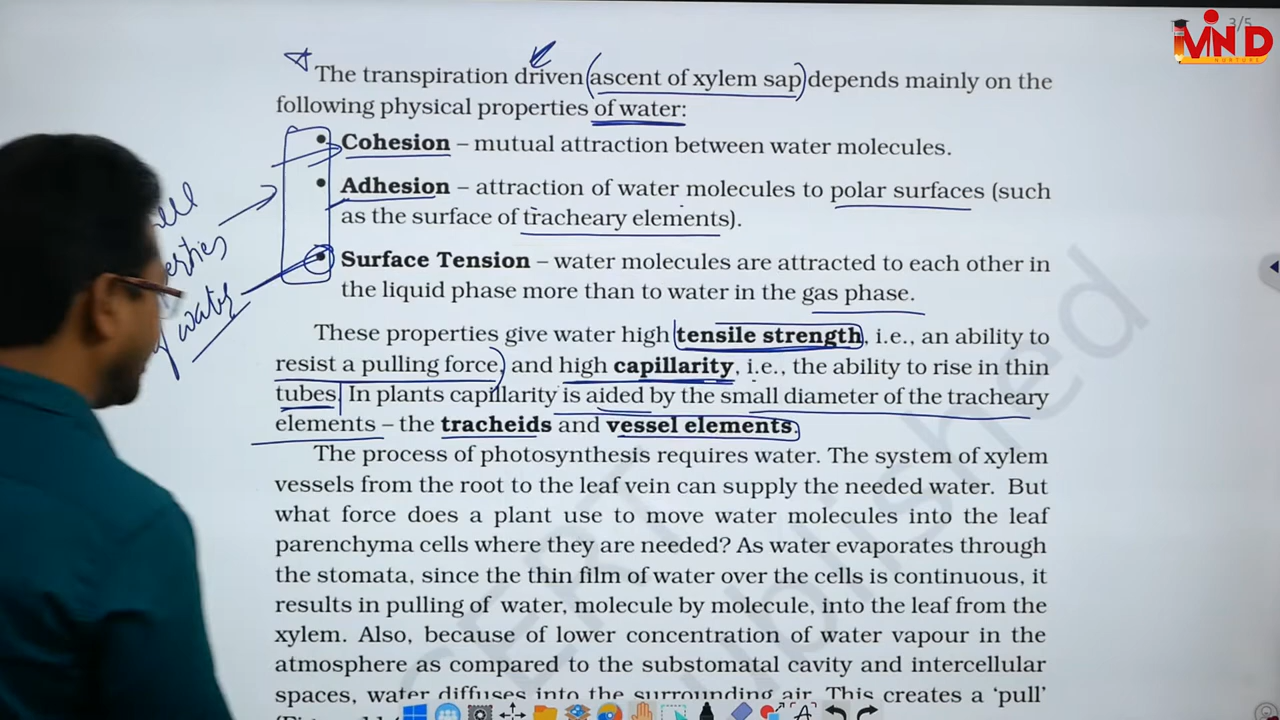 3/5
MIND
NURTURE
The transpiration driven ascent of xylem sap depends mainly on the
following physical properties of water:
• Cohesion – mutual attraction between water molecules.
• Adhesion – attraction of water molecules to polar surfaces (such
as the surface of tracheary elements).
• Surface Tension – water molecules are attracted to each other in
the liquid phase more than to water in the gas phase.
water
These properties give water high tensile strength, i.e., an ability to
resist a pulling force, and high capillarity, i.e., the ability to rise in thin
tubes. In plants capillarity is aided by the small diameter of the tracheary
elements – the tracheids and vessel elements.
The process of photosynthesis requires water. The system of xylem
vessels from the root to the leaf vein can supply the needed water. But
what force does a plant use to move water molecules into the leaf
parenchyma cells where they are needed? As water evaporates through
the stomata, since the thin film of water over the cells is continuous, it
results in pulling of water, molecule by molecule, into the leaf from the
xylem. Also, because of lower concentration of water vapour in the
atmosphere as compared to the substomatal cavity and intercellular
spaces, water diffuses into the surrounding air. This creates a ‘pull’